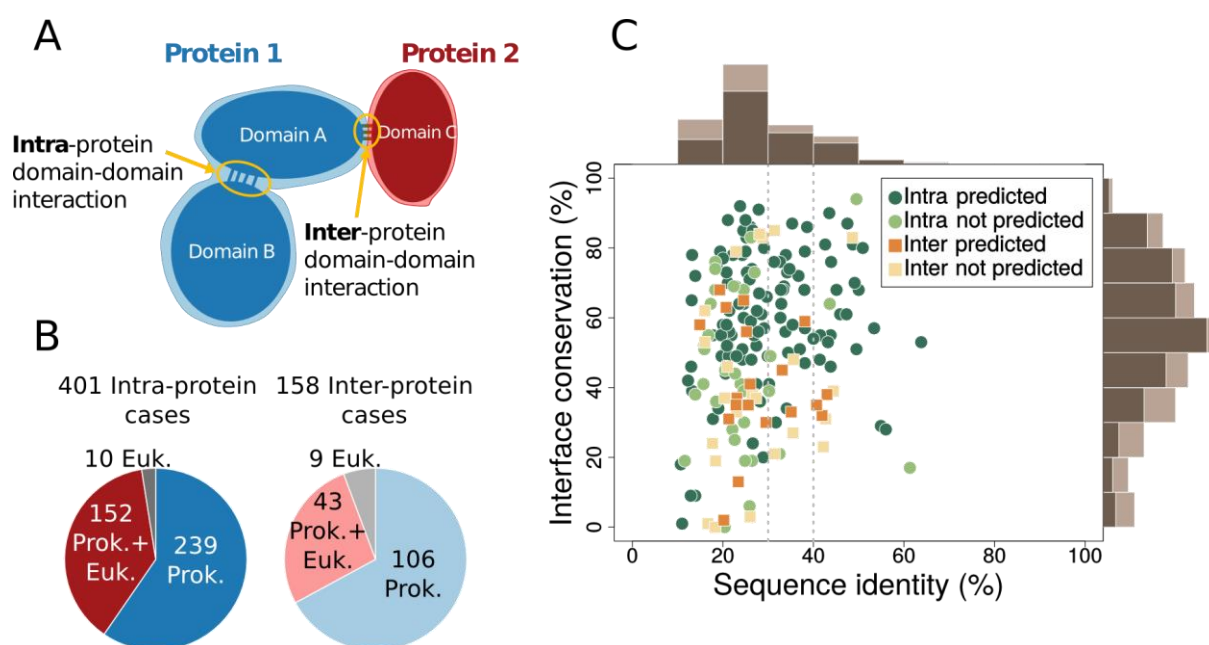 A
Protein 1
Protein 2
Domain A
Domain C
Intra-protein
domain-domain
interaction
Domain B
Inter-protein
domain-domain
interaction
B
401 Intra-protein
cases
158 Inter-protein
cases
10 Euk.
152
Prok.+
Euk.
239
Prok.
9 Euk.
43
Prok.+
Euk.
106
Prok.
C
Intra predicted
Intra not predicted
Inter predicted
Inter not predicted
Interface conservation (%)
100
80
60
40
20
0
0
20
40
60
80
100
Sequence identity (%)